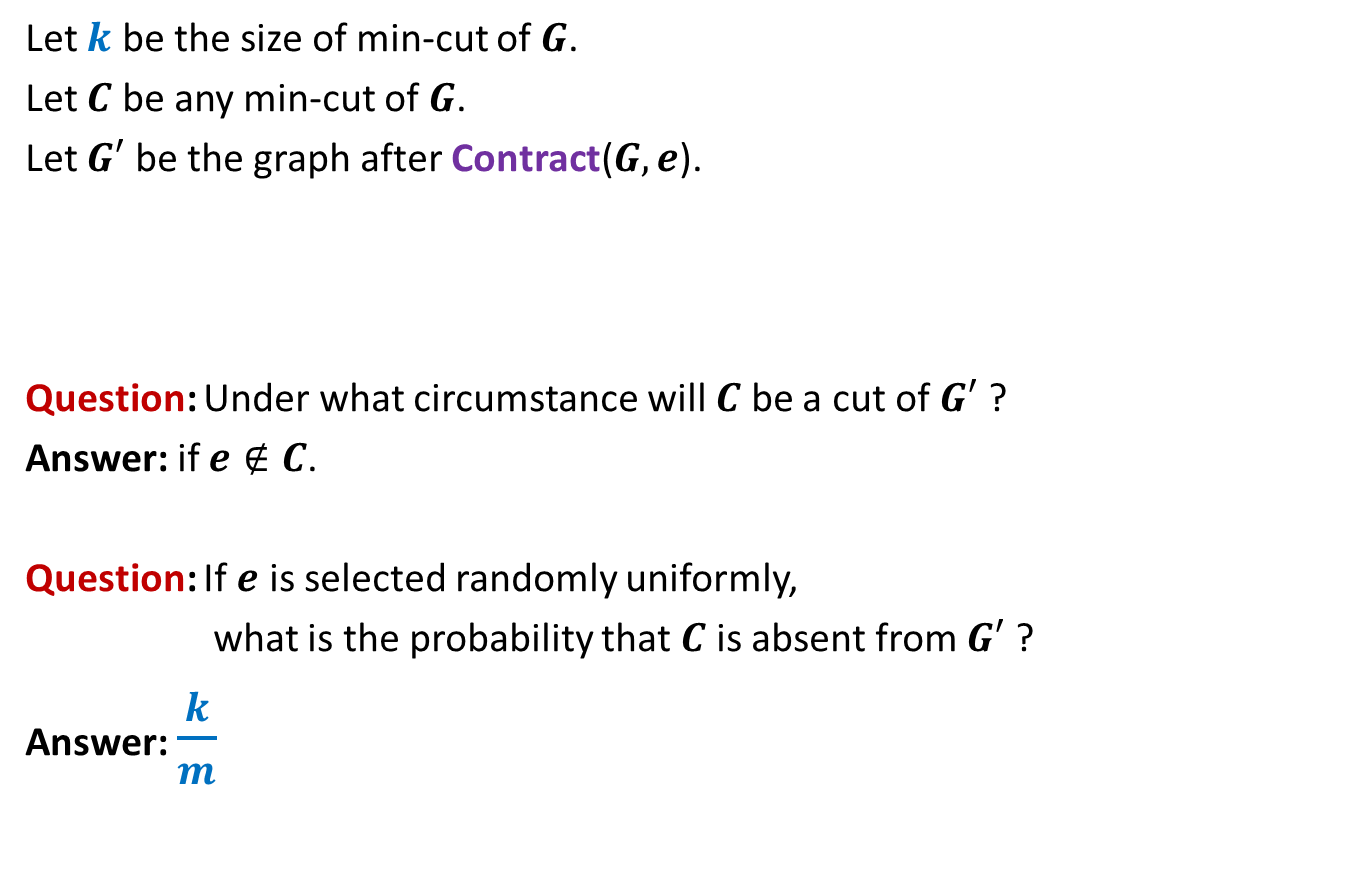 Let k be the size of min-cut of G.
Let C be any min-cut of G.
Let G′ be the graph after Contract(G, e).
Question: Under what circumstance will C be a cut of G′ ?
Answer: if e ∉ C.
Question: If e is selected randomly uniformly,
what is the probability that C is absent from G′ ?
Answer: k/m